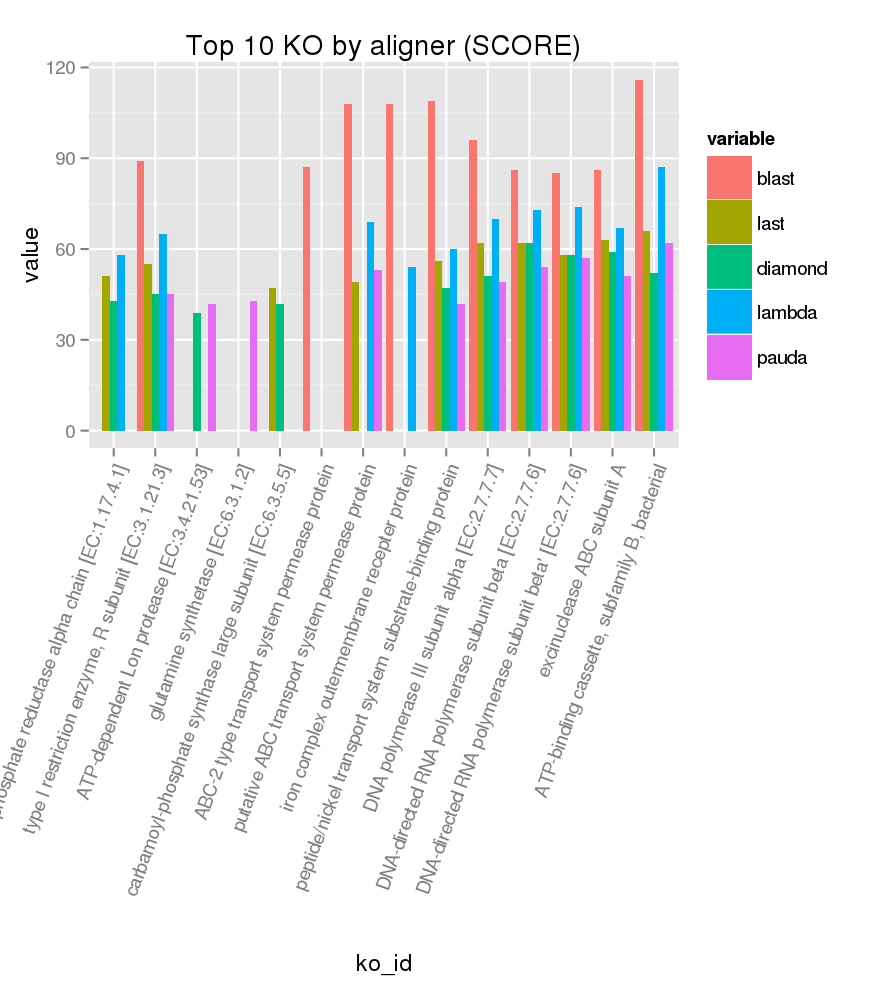 Top 10 KO by aligner (SCORE)
120
90
60
30
0
value
variable
blast
last
diamond
lambda
pauda
phosphate reductase alpha chain [EC:1.17.4.1]
type I restriction enzyme, R subunit [EC:3.1.21.3]
ATP-dependent Lon protease [EC:3.4.21.53]
glutamine synthetase [EC:6.3.1.2]
carbamoyl-phosphate synthase large subunit [EC:6.3.5.5]
ABC-2 type transport system permease protein
putative ABC transport system permease protein
iron complex outermembrane recepter protein
peptide/nickel transport system substrate-binding protein
DNA polymerase III subunit alpha [EC:2.7.7.7]
DNA-directed RNA polymerase subunit beta [EC:2.7.7.6]
DNA-directed RNA polymerase subunit beta' [EC:2.7.7.6]
excinuclease ABC subunit A
ATP-binding cassette, subfamily B, bacterial
ko_id